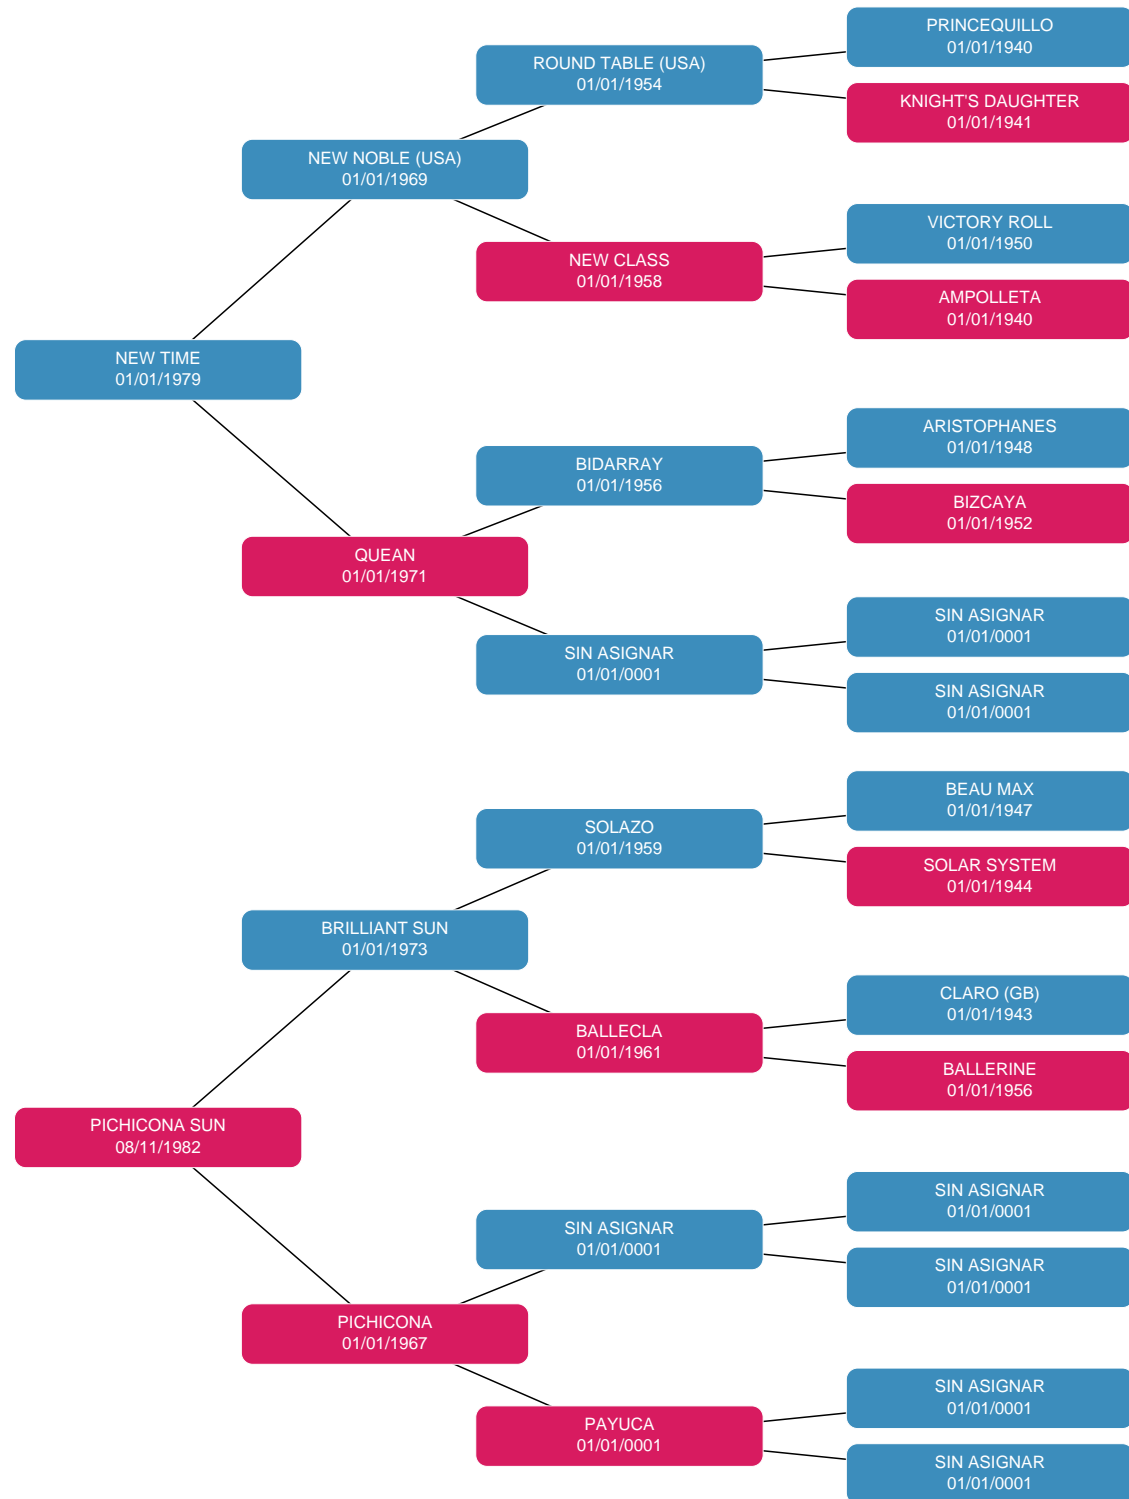 PRINCEQUILLO
01/01/1940
ROUND TABLE (USA)
01/01/1954
KNIGHT'S DAUGHTER
01/01/1941
NEW NOBLE (USA)
01/01/1969
VICTORY ROLL
01/01/1950
NEW CLASS
01/01/1958
AMPOLLETA
01/01/1940
NEW TIME
01/01/1979
ARISTOPHANES
01/01/1948
BIDARRAY
01/01/1956
BIZCAYA
01/01/1952
QUEAN
01/01/1971
SIN ASIGNAR
01/01/0001
SIN ASIGNAR
01/01/0001
SIN ASIGNAR
01/01/0001
BEAU MAX
01/01/1947
SOLAZO
01/01/1959
SOLAR SYSTEM
01/01/1944
BRILLIANT SUN
01/01/1973
CLARO (GB)
01/01/1943
BALLECLA
01/01/1961
BALLERINE
01/01/1956
PICHICONA SUN
08/11/1982
SIN ASIGNAR
01/01/0001
SIN ASIGNAR
01/01/0001
SIN ASIGNAR
01/01/0001
PICHICONA
01/01/1967
SIN ASIGNAR
01/01/0001
PAYUCA
01/01/0001
SIN ASIGNAR
01/01/0001